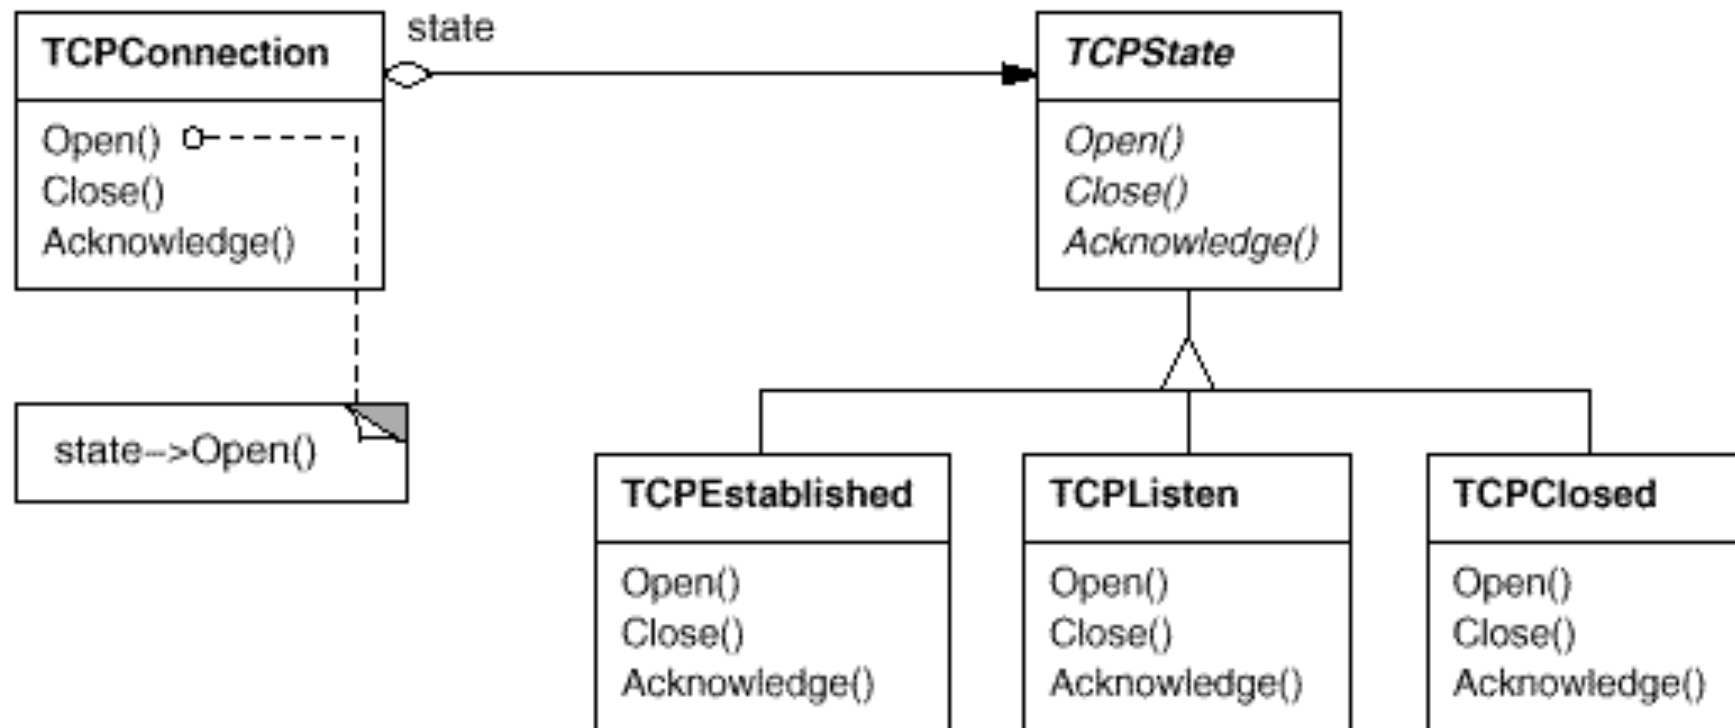 state
TCPConnection
Open()
Close()
Acknowledge()
state-->Open()
TCPState
Open()
Close()
Acknowledge()
TCPEstablished
Open()
Close()
Acknowledge()
TCPListen
Open()
Close()
Acknowledge()
TCPClosed
Open()
Close()
Acknowledge()